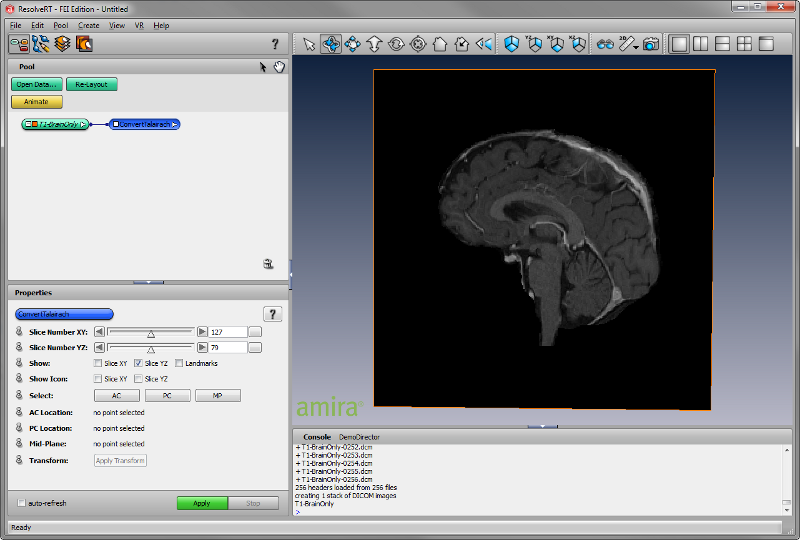 ResolveRT - FEI Edition - Untitled
File Edit Pool Create View VR Help
Pool
Open Data... Re-Layout
Animate
T1-BrainOnly ConvertTalairach
Properties
ConvertTalairach
Slice Number XY: 127
Slice Number YZ: 79
Show: Slice XY Slice YZ Landmarks
Show Icon: Slice XY Slice YZ
Select: AC PC MP
AC Location: no point selected
PC Location: no point selected
Mid-Plane: no point selected
Transform: Apply Transform
auto-refresh Apply Stop
Ready
?
?
YZ XY XZ 2D
amira
Console DemoDirector
+ T1-BrainOnly-0252.dcm
+ T1-BrainOnly-0253.dcm
+ T1-BrainOnly-0254.dcm
+ T1-BrainOnly-0255.dcm
+ T1-BrainOnly-0256.dcm
256 headers loaded from 256 files
creating 1 stack of DICOM images
T1-BrainOnly
>